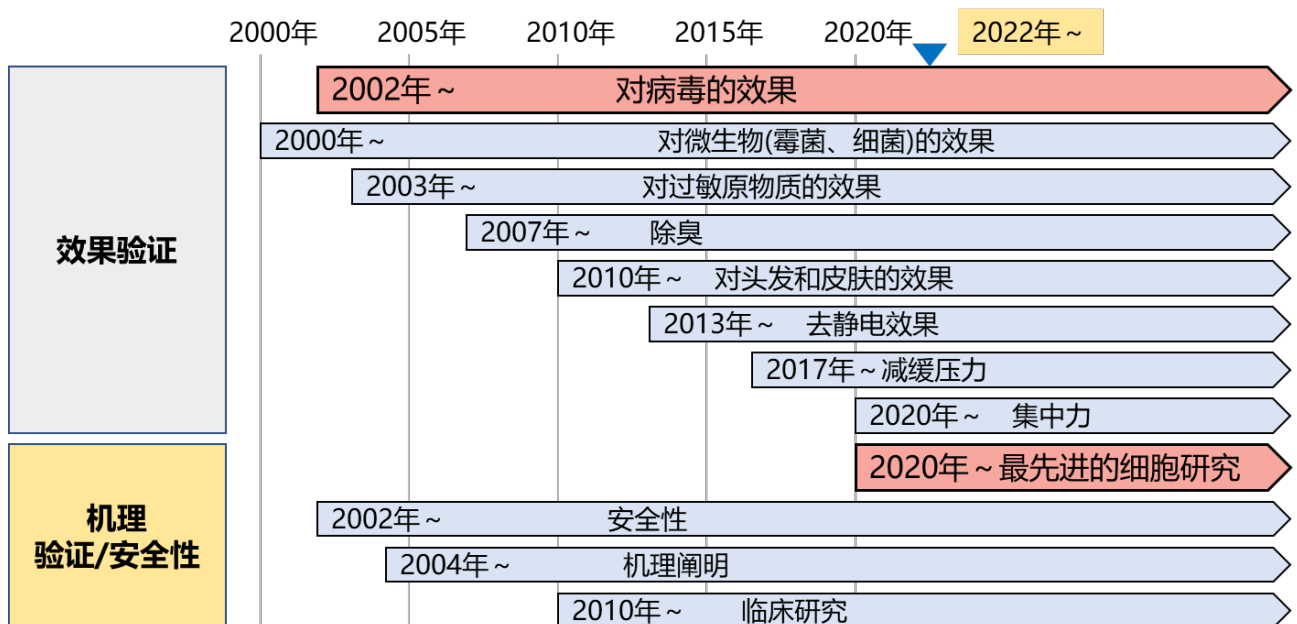 2000年 2005年 2010年 2015年 2020年 2022年～
2002年～ 对病毒的效果
2000年～ 对微生物(霉菌、细菌)的效果
2003年～ 对过敏原物质的效果
2007年～ 除臭
2010年～ 对头发和皮肤的效果
2013年～ 去静电效果
2017年～减缓压力
2020年～ 集中力
效果验证
2020年～最先进的细胞研究
2002年～ 安全性
2004年～ 机理阐明
2010年～ 临床研究
机理
验证/安全性